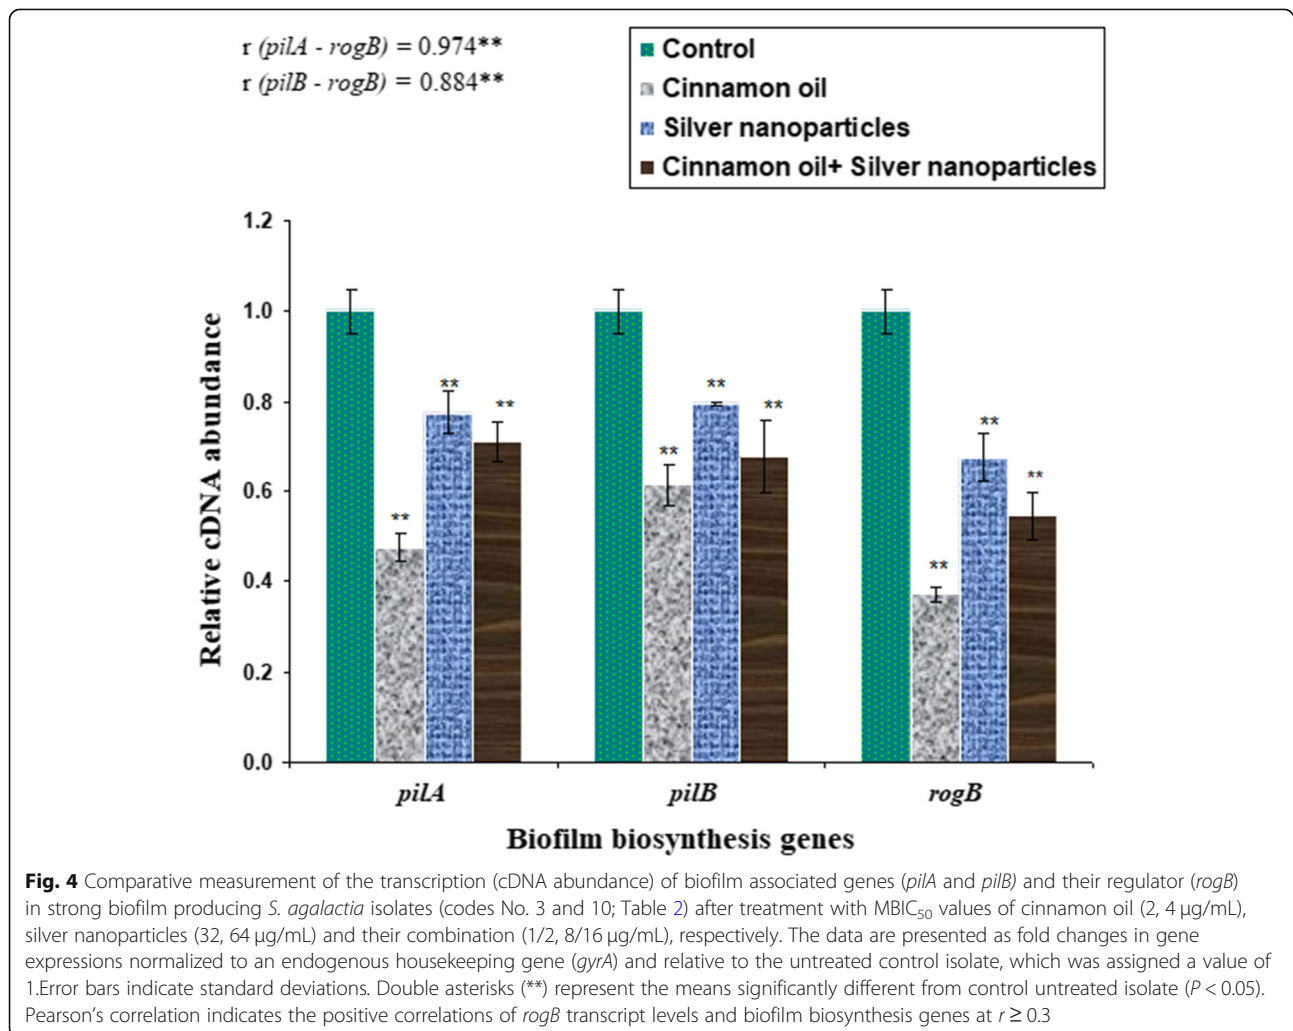 r (pilA - rogB) = 0.974**
r (pilB - rogB) = 0.884**
Control
Cinnamon oil
Silver nanoparticles
Cinnamon oil+ Silver nanoparticles
Relative cDNA abundance
1.2
1.0
0.8
0.6
0.4
0.2
0.0
**
**
**
**
**
**
**
**
**
pilA
pilB
rogB
Biofilm biosynthesis genes
Fig. 4 Comparative measurement of the transcription (cDNA abundance) of biofilm associated genes (pilA and pilB) and their regulator (rogB)
in strong biofilm producing S. agalactia isolates (codes No. 3 and 10; Table 2) after treatment with MBIC50 values of cinnamon oil (2, 4 μg/mL),
silver nanoparticles (32, 64 μg/mL) and their combination (1/2, 8/16 μg/mL), respectively. The data are presented as fold changes in gene
expressions normalized to an endogenous housekeeping gene (gyrA) and relative to the untreated control isolate, which was assigned a value of
1.Error bars indicate standard deviations. Double asterisks (**) represent the means significantly different from control untreated isolate (P < 0.05).
Pearson's correlation indicates the positive correlations of rogB transcript levels and biofilm biosynthesis genes at r ≥ 0.3